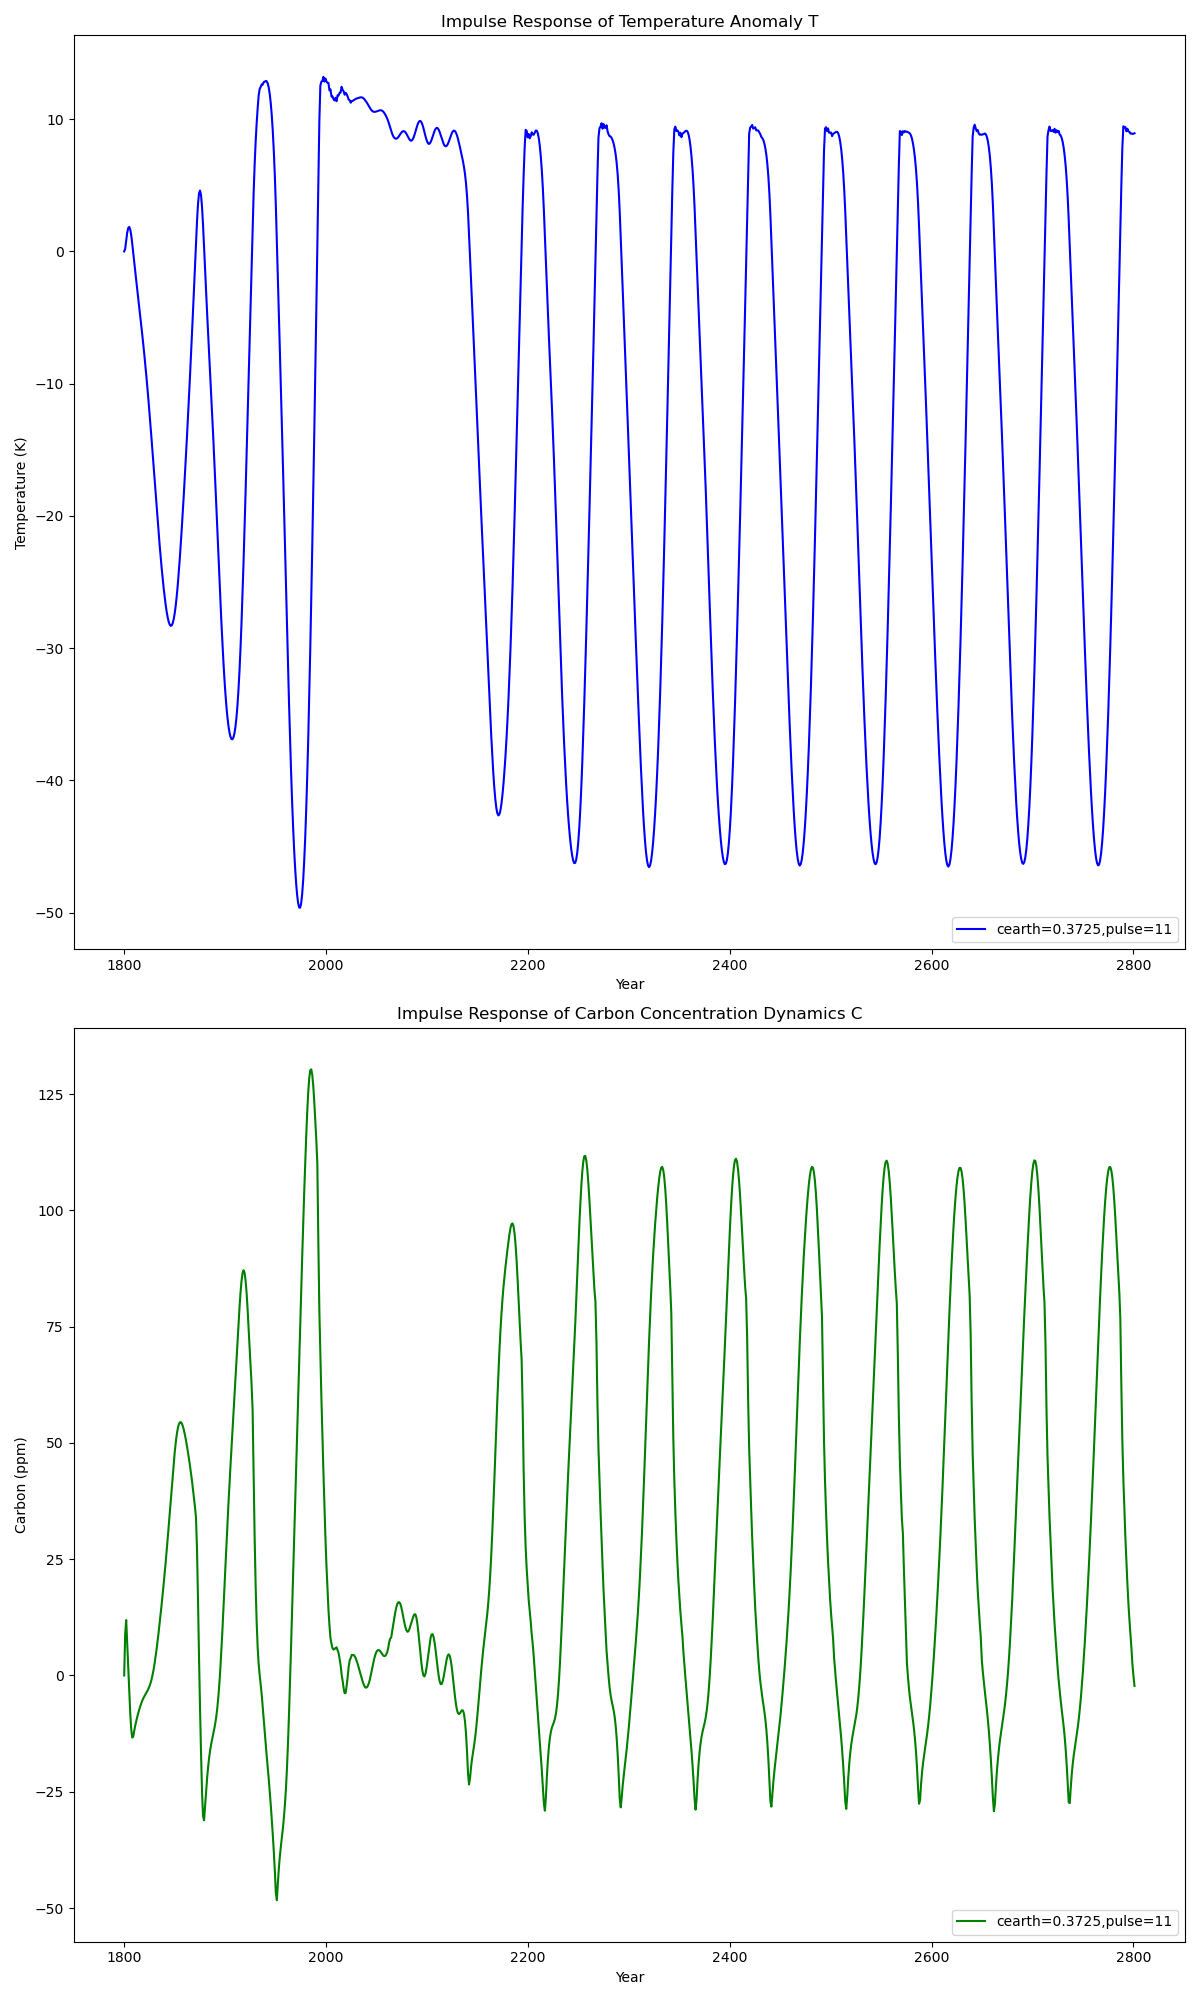 Impulse Response of Temperature Anomaly T
Temperature (K)
10
0
−10
−20
−30
−40
−50
cearth=0.3725,pulse=11
1800 2000 2200 2400 2600 2800
Year
Impulse Response of Carbon Concentration Dynamics C
Carbon (ppm)
125
100
75
50
25
0
−25
−50
cearth=0.3725,pulse=11
1800 2000 2200 2400 2600 2800
Year